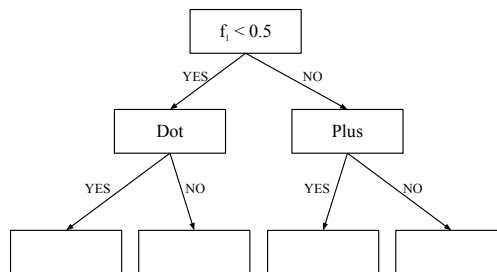 f₁ < 0.5
YES NO
Dot Plus
YES NO YES NO